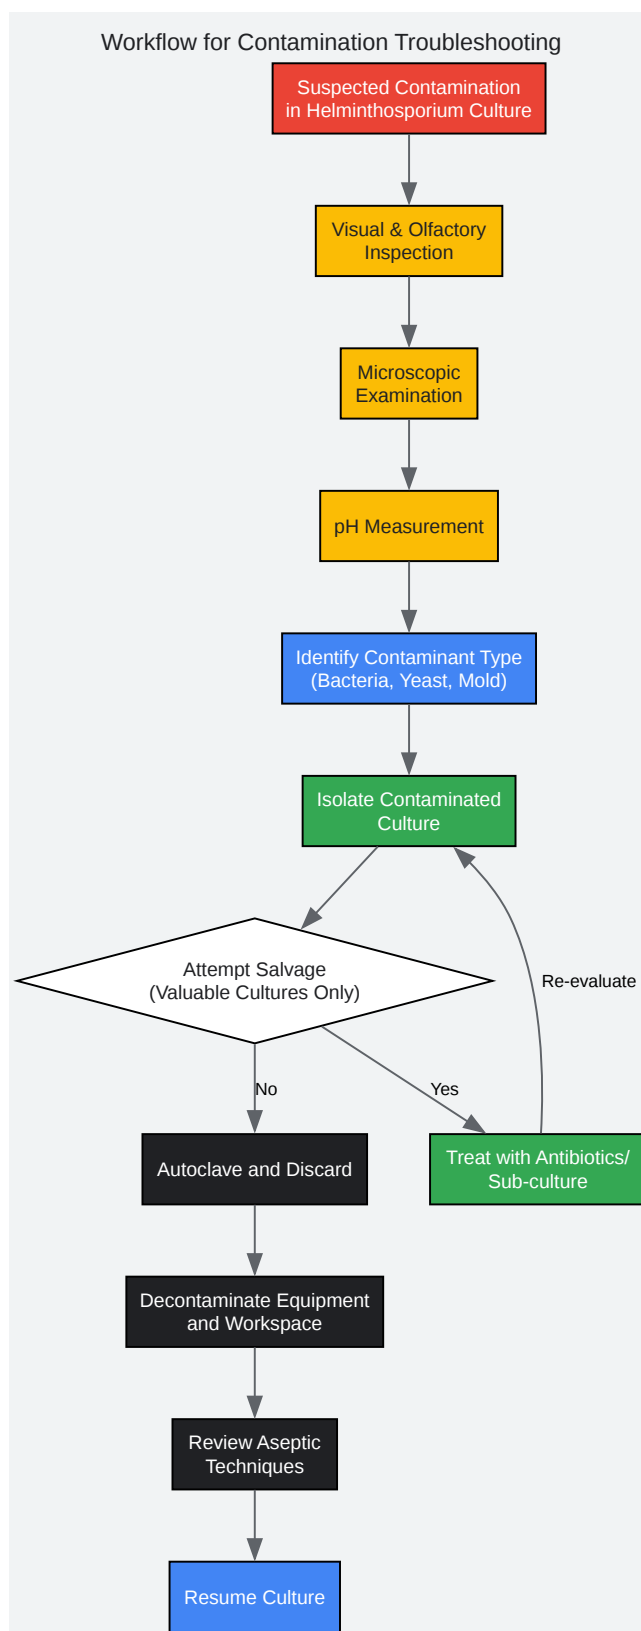 Workflow for Contamination Troubleshooting
Suspected Contamination
in Helminthosporium Culture
Visual & Olfactory
Inspection
Microscopic
Examination
pH Measurement
Identify Contaminant Type
(Bacteria, Yeast, Mold)
Isolate Contaminated
Culture
Attempt Salvage
(Valuable Cultures Only)
Re-evaluate
No
Yes
Autoclave and Discard
Treat with Antibiotics/
Sub-culture
Decontaminate Equipment
and Workspace
Review Aseptic
Techniques
Resume Culture